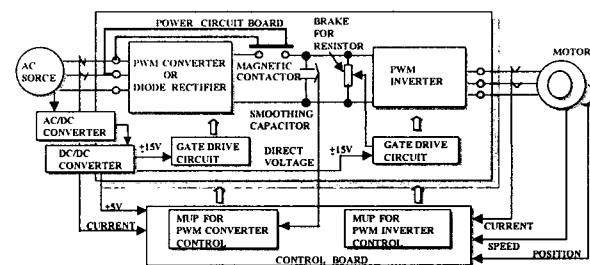 POWER CIRCUIT BOARD
BRAKE
FOR
RESISTOR
MOTOR
AC
SORCE
PWM CONVERTER
OR
DIODE RECTIFIER
MAGNETIC
CONTACTOR
PWM
INVERTER
SMOOTHING
CAPACITOR
AC/DC
CONVERTER
DC/DC
CONVERTER
±15V
GATE DRIVE
CIRCUIT
DIRECT
VOLTAGE
±15V
GATE DRIVE
CIRCUIT
±5V
CURRENT
MUP FOR
PWM CONVERTER
CONTROL
MUP FOR
PWM INVERTER
CONTROL
CURRENT
SPEED
POSITION
CONTROL BOARD